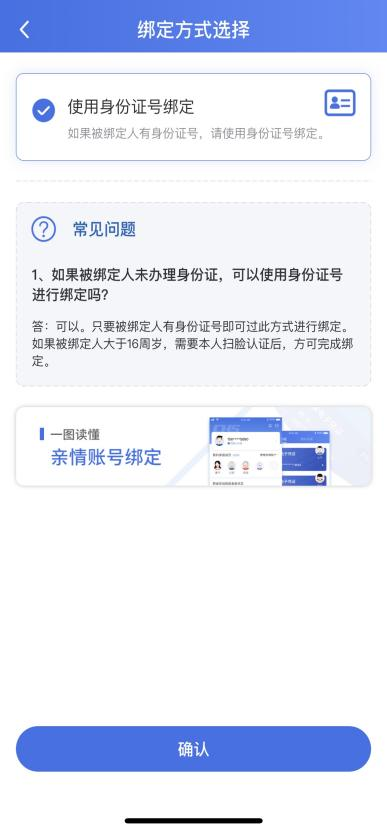 绑定方式选择
使用身份证号绑定
如果被绑定人有身份证号，请使用身份证号绑定。
常见问题
1、如果被绑定人未办理身份证，可以使用身份证号
进行绑定吗?
答：可以。只要被绑定人有身份证号即可过此方式进行绑定。
如果被绑定人大于16周岁，需要本人扫脸认证后，方可完成绑
定。
一图读懂
亲情账号绑定
确认